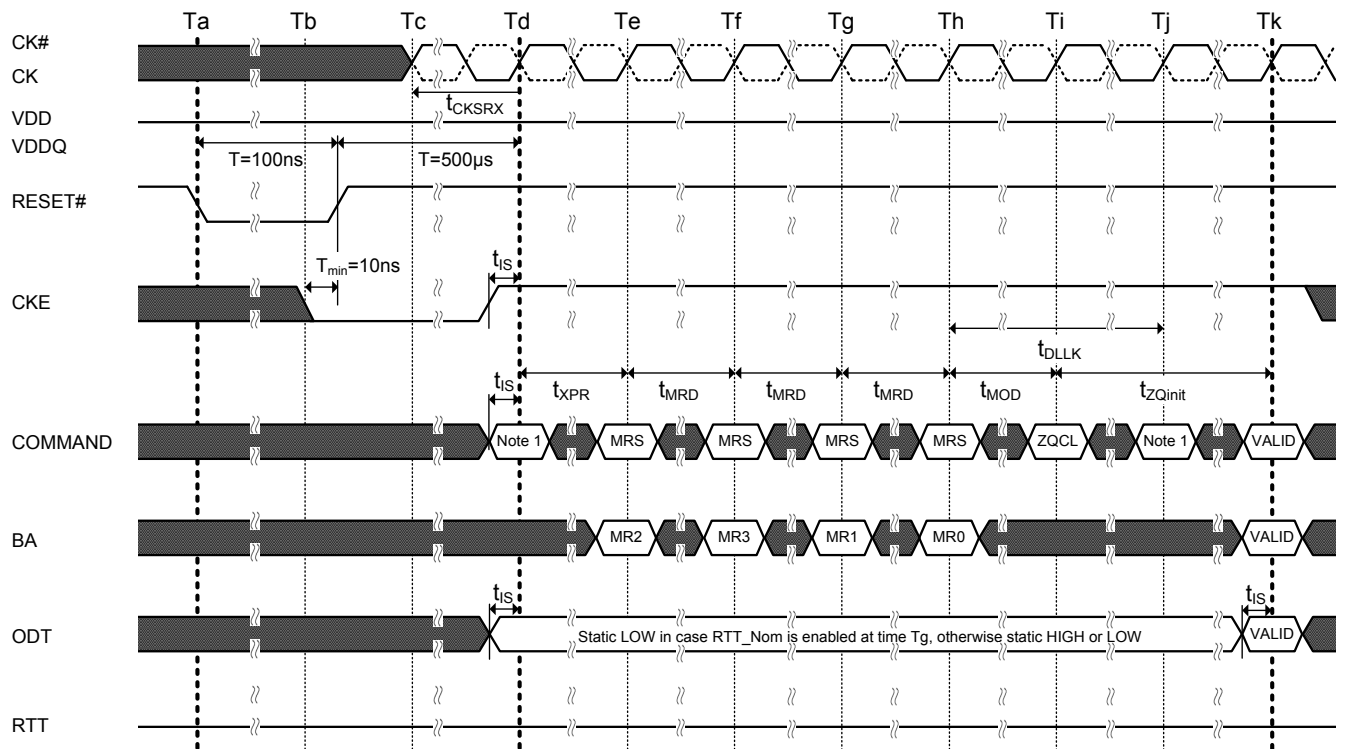 Ta Tb Tc Td Te Tf Tg Th Ti Tj Tk
CK#
CK
tCKSRX
VDD
VDDQ
T=100ns T=500µs
RESET#
Tmin=10ns tIS
CKE
tDLLK
tIS tXPR tMRD tMRD tMRD tMOD tZQinit
COMMAND Note 1 MRS MRS MRS MRS ZQCL Note 1 VALID
BA MR2 MR3 MR1 MR0 VALID
tIS tIS
ODT Static LOW in case RTT_Nom is enabled at time Tg, otherwise static HIGH or LOW VALID
RTT